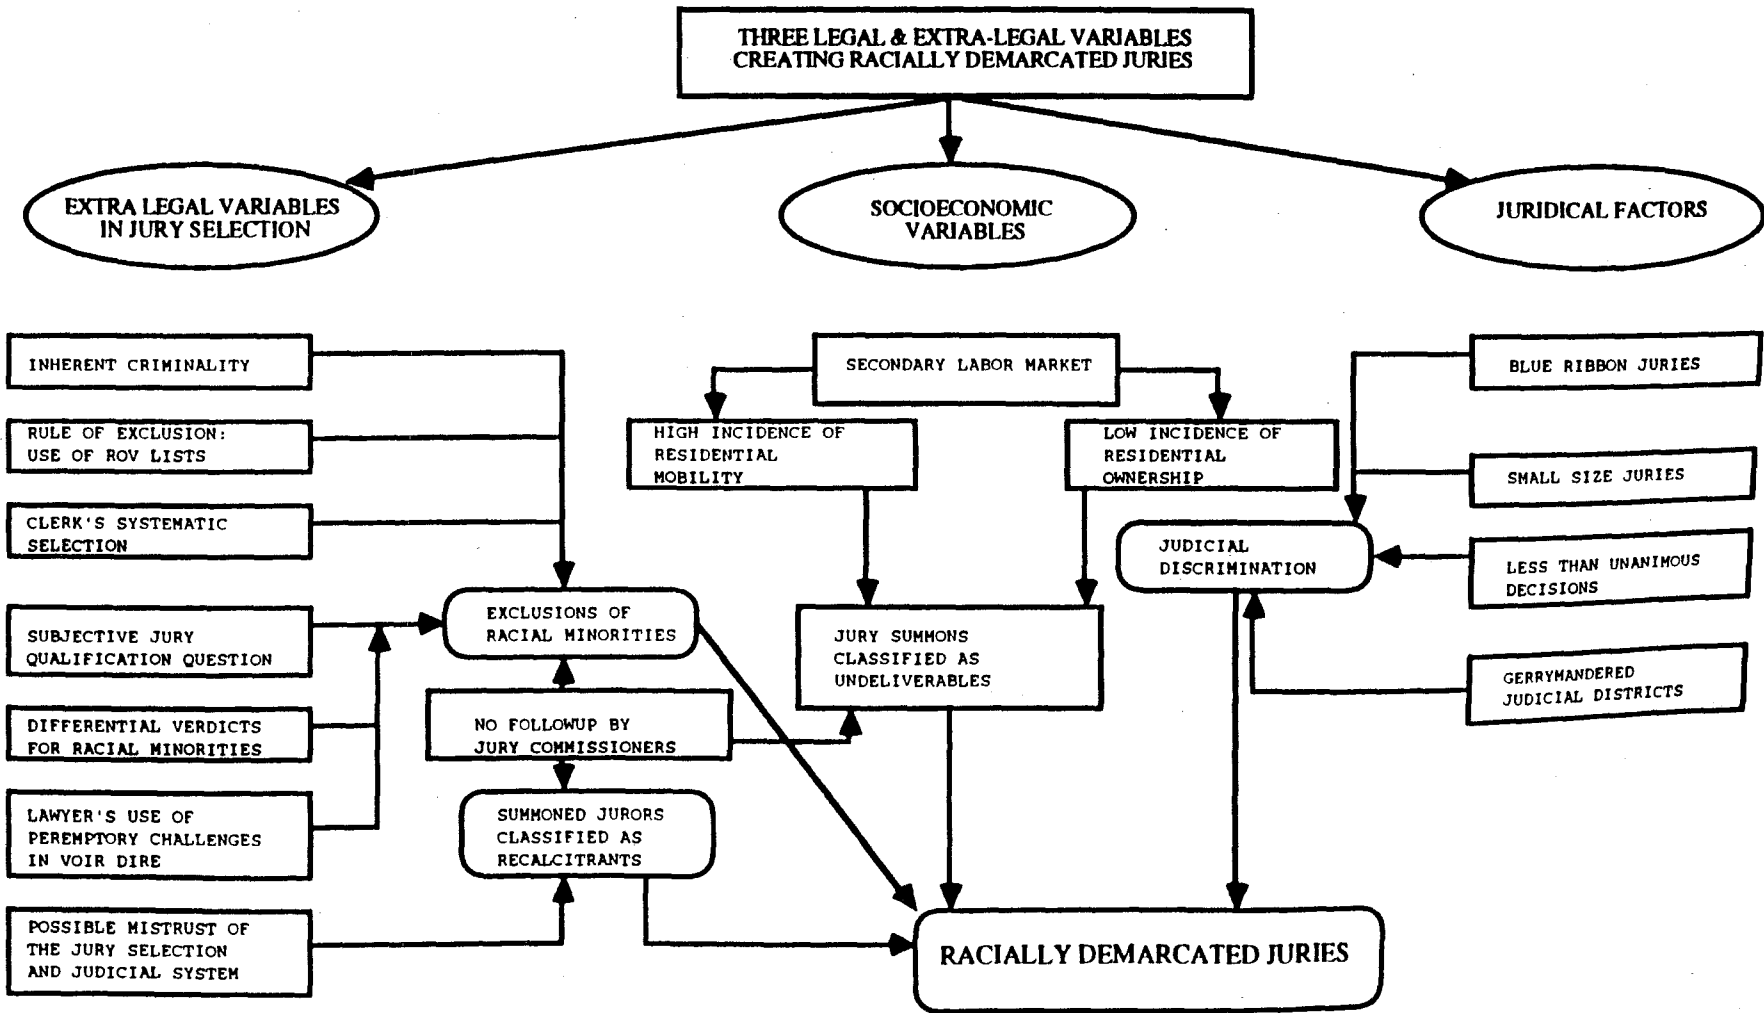 THREE LEGAL & EXTRA-LEGAL VARIABLES
CREATING RACIALLY DEMARCATED JURIES
EXTRA LEGAL VARIABLES
IN JURY SELECTION
SOCIOECONOMIC
VARIABLES
JURIDICAL FACTORS
INHERENT CRIMINALITY
RULE OF EXCLUSION:
USE OF ROV LISTS
CLERK'S SYSTEMATIC
SELECTION
SUBJECTIVE JURY
QUALIFICATION QUESTION
DIFFERENTIAL VERDICTS
FOR RACIAL MINORITIES
LAWYER'S USE OF
PEREMPTORY CHALLENGES
IN VOIR DIRE
POSSIBLE MISTRUST OF
THE JURY SELECTION
AND JUDICIAL SYSTEM
EXCLUSIONS OF
RACIAL MINORITIES
NO FOLLOWUP BY
JURY COMMISSIONERS
SUMMONED JURORS
CLASSIFIED AS
RECALCITRANTS
SECONDARY LABOR MARKET
HIGH INCIDENCE OF
RESIDENTIAL
MOBILITY
LOW INCIDENCE OF
RESIDENTIAL
OWNERSHIP
JURY SUMMONS
CLASSIFIED AS
UNDELIVERABLES
BLUE RIBBON JURIES
SMALL SIZE JURIES
LESS THAN UNANIMOUS
DECISIONS
GERRYMANDERED
JUDICIAL DISTRICTS
JUDICIAL
DISCRIMINATION
RACIALLY DEMARCATED JURIES